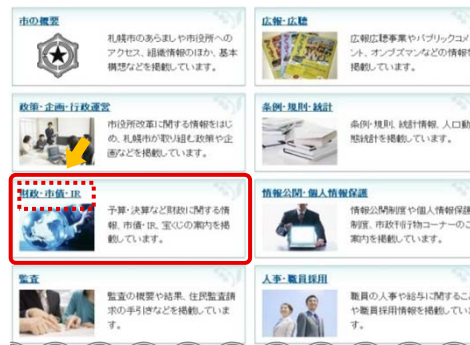 市の概要
札幌市のあらましや市役所への
アクセス、組織情報のほか、基本
構想などを掲載しています。
広報・広聴
広報広聴事業やパブリックコメ
ント、オンブズマンなどの情報を
掲載しています。
政策・企画・行政運営
市役所改革に関する情報をはじ
め、札幌市が取り組む政策や企
画などを掲載しています。
条例・規則・統計
条例・規則、統計情報、人口動
態統計を掲載しています。
財政・市債・IR
予算・決算など財政に関する情
報、市債・IR、宝くじの案内を掲
載しています。
情報公開・個人情報保護
情報公開制度や個人情報保護
制度、市政刊行物コーナーのご
案内を掲載しています。
監査
監査の概要や結果、住民監査請
求の手引きなどを掲載していま
す。
人事・職員採用
職員の人事や給与に関するこ
や職員採用情報を掲載してい
す。